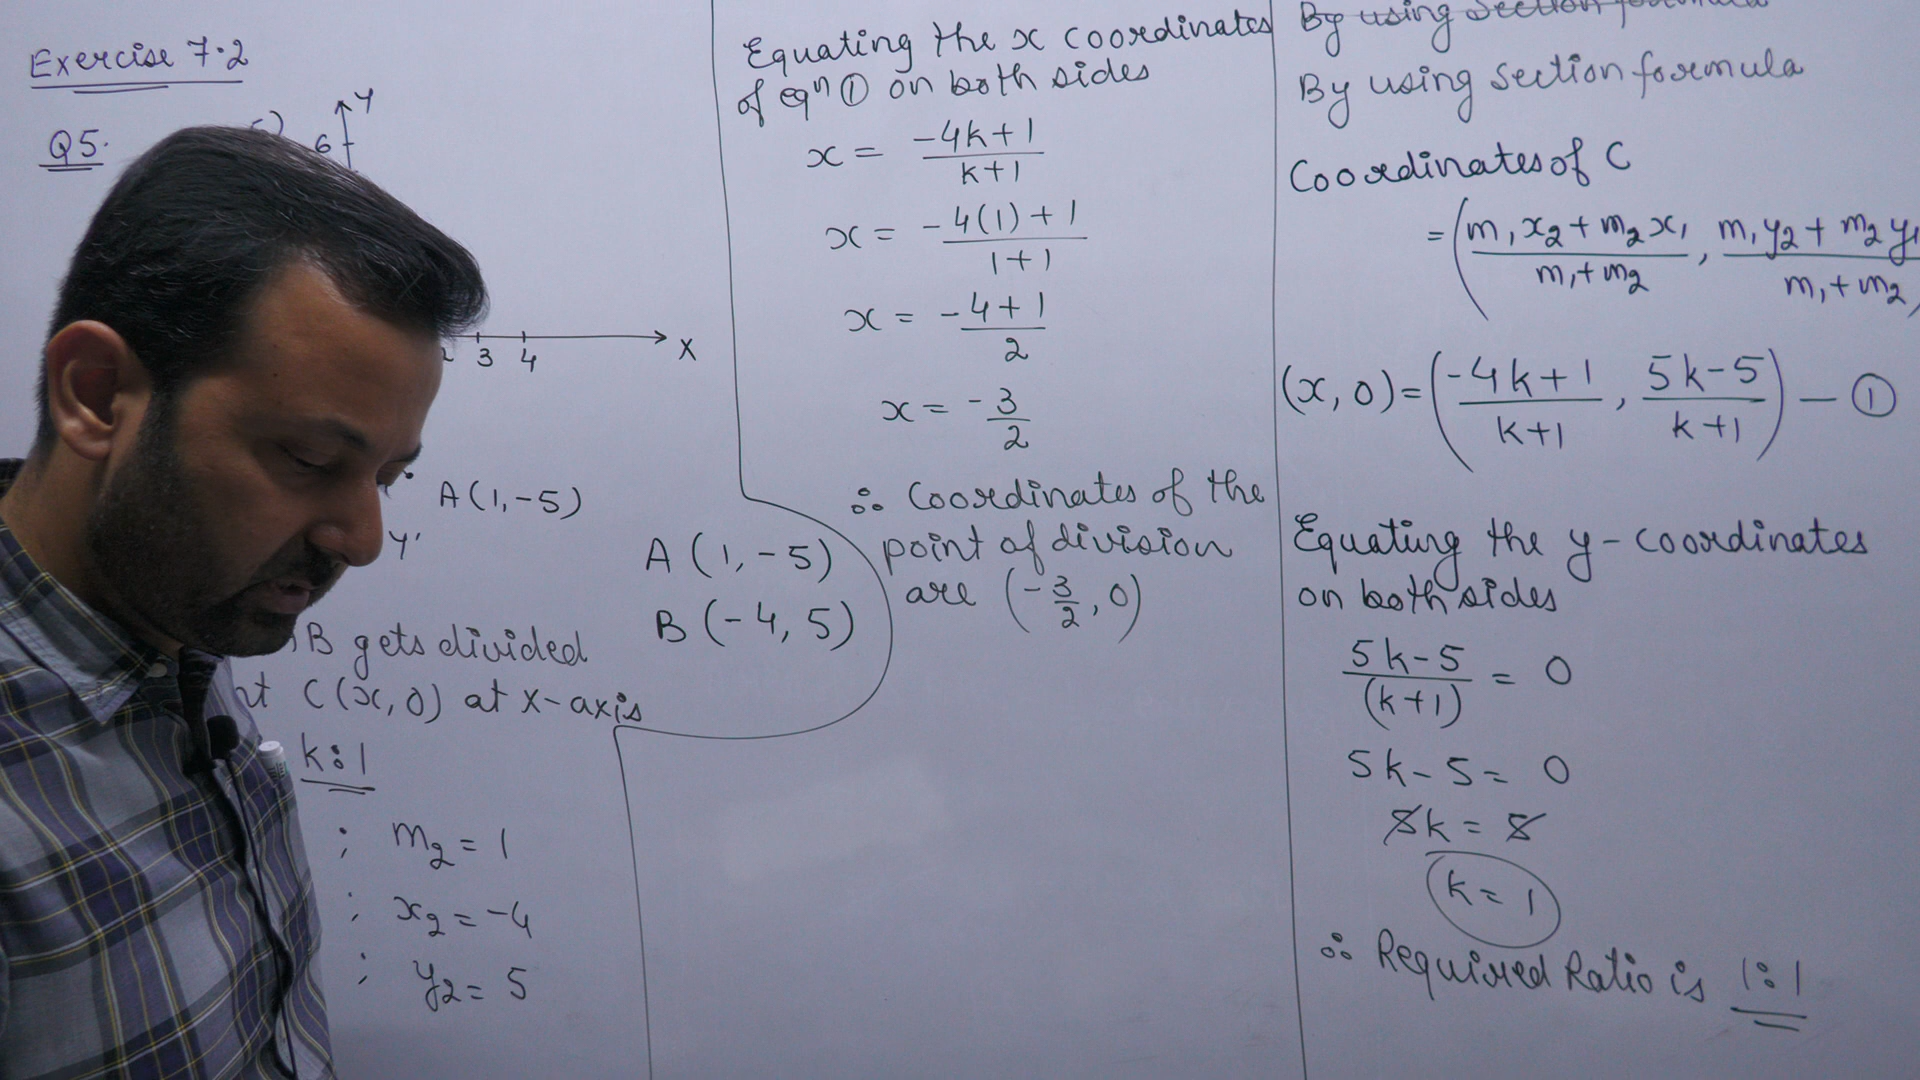 Exercise 7.2
Q5.
Y
6
3 4 X
A(1,-5)
Y'
A (1, -5)
B (-4, 5)
B gets divided
C(x, 0) at x-axis
k:1
; m₂ = 1
; x₂ = -4
; y₂ = 5
Equating the x coordinates
of eqⁿ ① on both sides
x = (-4k+1)/(k+1)
x = (-4(1)+1)/(1+1)
x = (-4+1)/2
x = -3/2
∴ Coordinates of the
point of division
are (-3/2, 0)
By using section formula
By using section formula
Coordinates of C
= ((m₁x₂ + m₂x₁)/(m₁+m₂), (m₁y₂ + m₂y₁)/(m₁+m₂)
(x, 0) = ((-4k+1)/(k+1), (5k-5)/(k+1)) — ①
Equating the y-coordinates
on both sides
(5k-5)/(k+1) = 0
5k-5 = 0
5k = 5
k = 1
∴ Required Ratio is 1:1